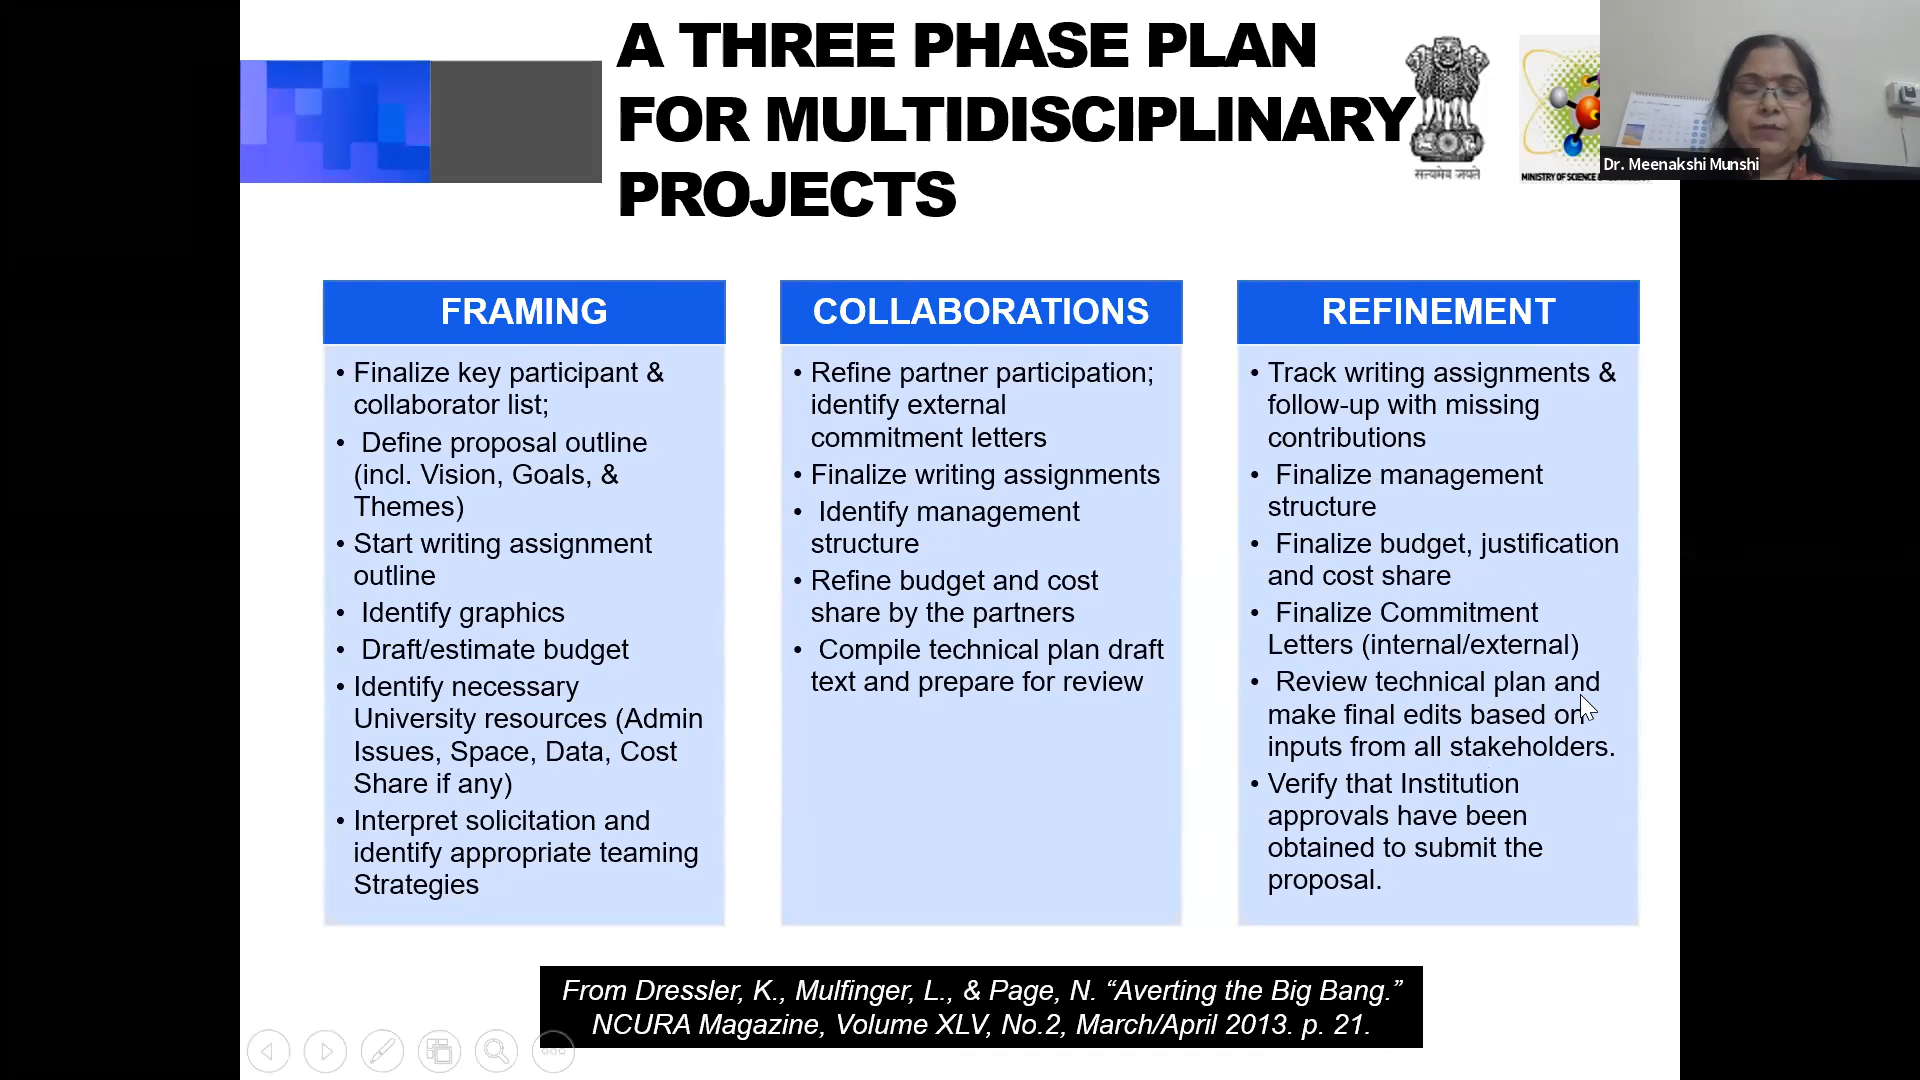 A THREE PHASE PLAN
FOR MULTIDISCIPLINARY
PROJECTS
सत्यमेव जयते
MINISTRY OF SCIENCE &
Dr. Meenakshi Munshi
FRAMING
• Finalize key participant &
collaborator list;
• Define proposal outline
(incl. Vision, Goals, &
Themes)
• Start writing assignment
outline
• Identify graphics
• Draft/estimate budget
• Identify necessary
University resources (Admin
Issues, Space, Data, Cost
Share if any)
• Interpret solicitation and
identify appropriate teaming
Strategies
COLLABORATIONS
• Refine partner participation;
identify external
commitment letters
• Finalize writing assignments
• Identify management
structure
• Refine budget and cost
share by the partners
• Compile technical plan draft
text and prepare for review
REFINEMENT
• Track writing assignments &
follow-up with missing
contributions
• Finalize management
structure
• Finalize budget, justification
and cost share
• Finalize Commitment
Letters (internal/external)
• Review technical plan and
make final edits based on
inputs from all stakeholders.
• Verify that Institution
approvals have been
obtained to submit the
proposal.
From Dressler, K., Mulfinger, L., & Page, N. “Averting the Big Bang.”
NCURA Magazine, Volume XLV, No.2, March/April 2013. p. 21.